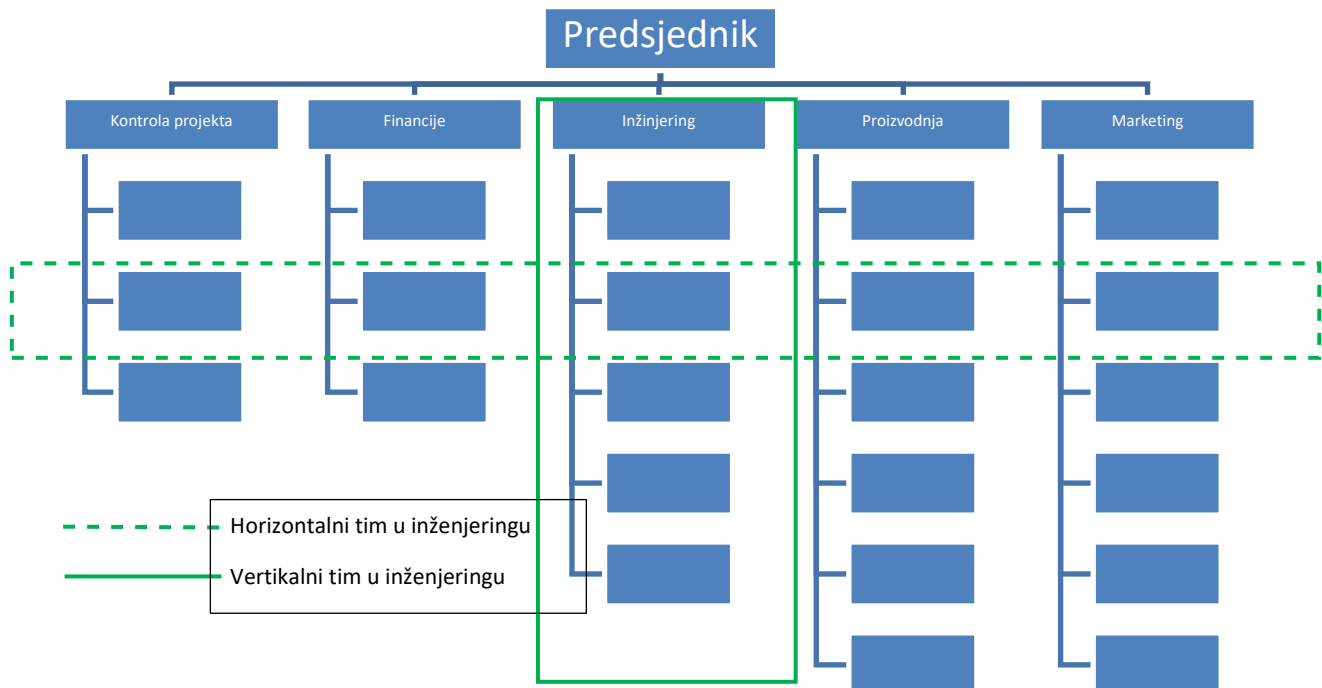 Predsjednik
Kontrola projekta
Financije
Inžinjering
Proizvodnja
Marketing
Horizontalni tim u inženjeringu
Vertikalni tim u inženjeringu